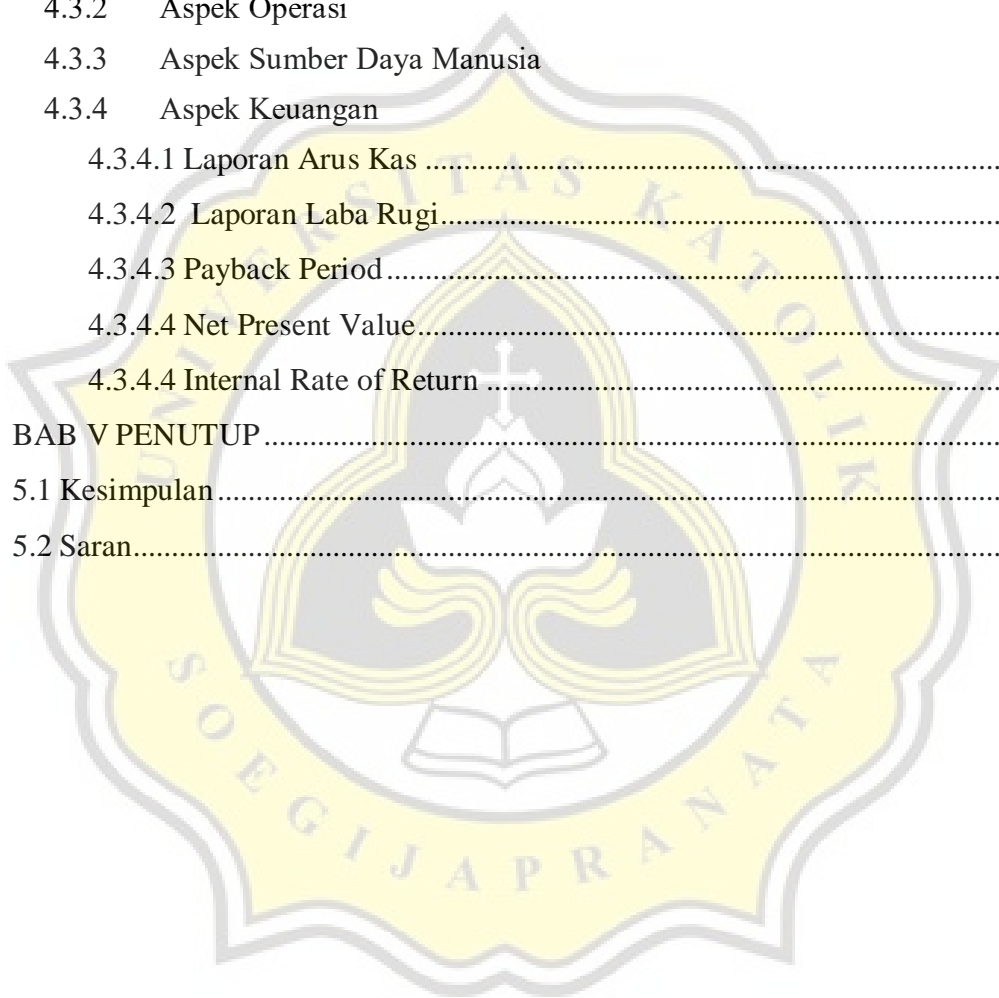 4.3.2 Aspek Operasi
4.3.3 Aspek Sumber Daya Manusia
4.3.4 Aspek Keuangan
4.3.4.1 Laporan Arus Kas ........................................................................
4.3.4.2 Laporan Laba Rugi......................................................................
4.3.4.3 Payback Period...........................................................................
4.3.4.4 Net Present Value.......................................................................
4.3.4.4 Internal Rate of Return ................................................................
BAB V PENUTUP...........................................................................................
5.1 Kesimpulan.................................................................................................
5.2 Saran...........................................................................................................
UNIVERSITAS KATOLIK
SOEGIJAPRANATA